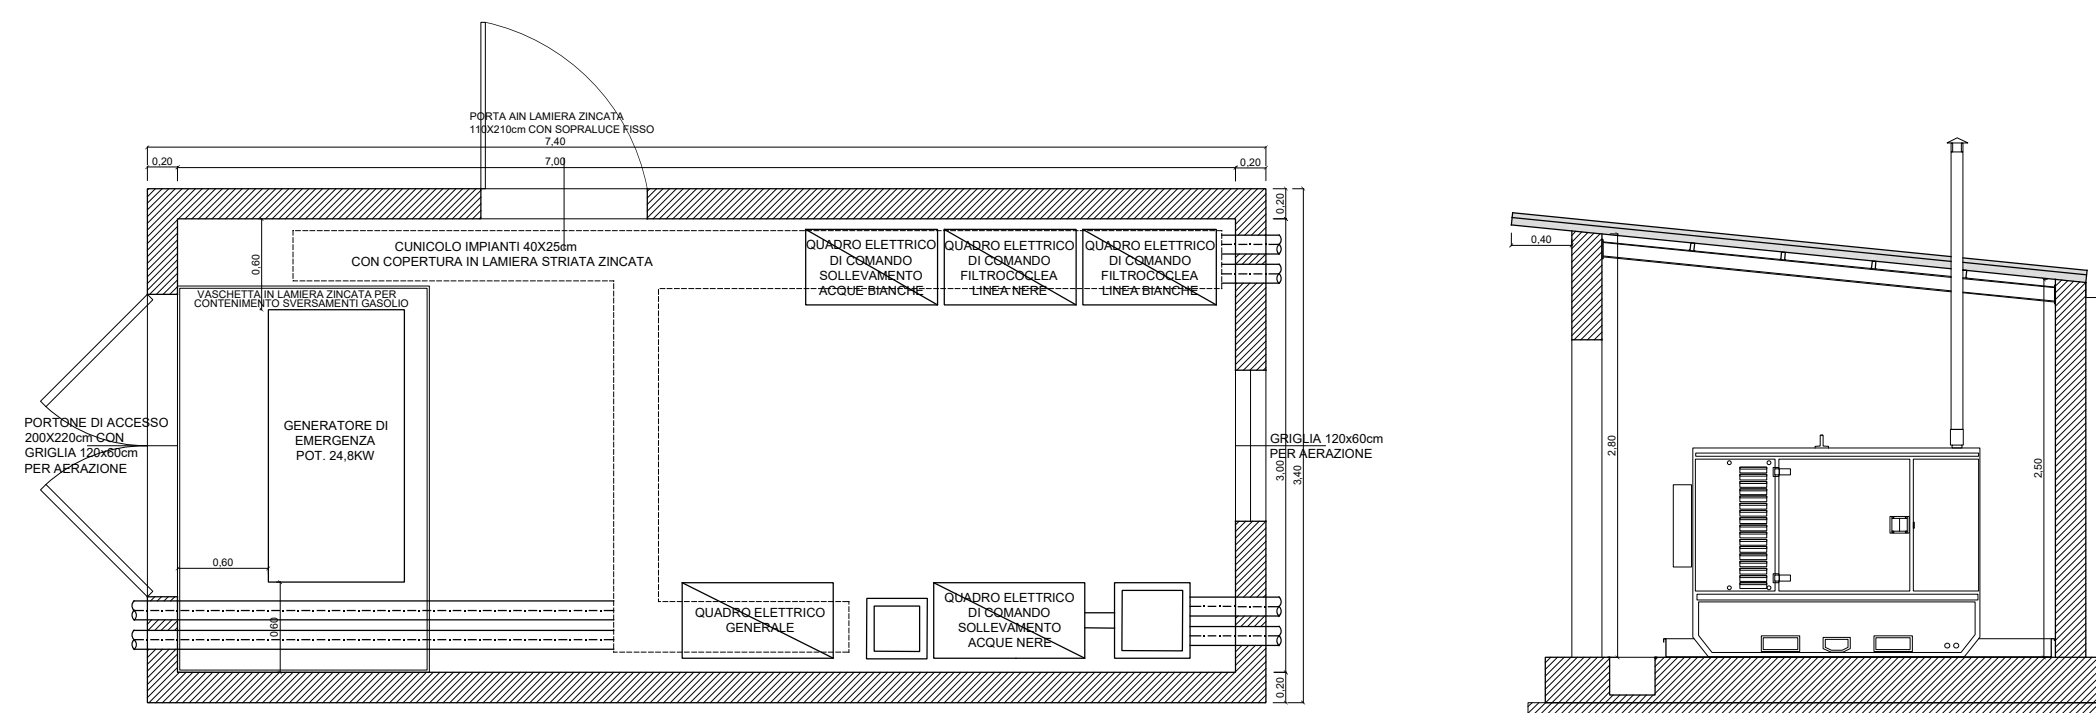 PORTA AIN LAMIERA ZINCATA
110X210cm CON SOPRALUCE FISSO
7,40
0,20
7,00
0,20
0,20
0,60
CUNICOLO IMPIANTI 40X25cm
CON COPERTURA IN LAMIERA STRIATA ZINCATA
QUADRO ELETTRICO
DI COMANDO
SOLLEVAMENTO
ACQUE BIANCHE
QUADRO ELETTRICO
DI COMANDO
FILTROCOCLEA
LINEA NERE
QUADRO ELETTRICO
DI COMANDO
FILTROCOCLEA
LINEA BIANCHE
VASCHETTA IN LAMIERA ZINCATA PER
CONTENIMENTO SVERSAMENTI GASOLIO
PORTONE DI ACCESSO
200X220cm CON
GRIGLIA 120x60cm
PER AERAZIONE
GENERATORE DI
EMERGENZA
POT. 24,8KW
GRIGLIA 120x60cm
PER AERAZIONE
3,00
3,40
0,60
0,60
QUADRO ELETTRICO
GENERALE
QUADRO ELETTRICO
DI COMANDO
SOLLEVAMENTO
ACQUE NERE
0,20
0,40
2,80
2,50